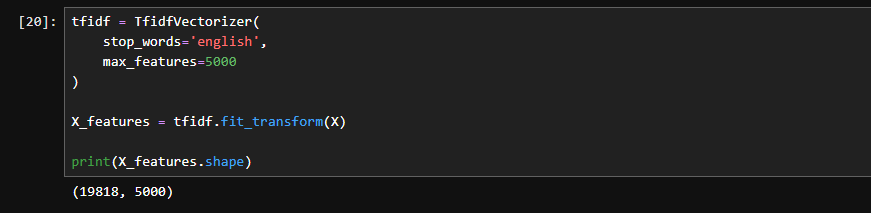 [20]:
tfidf = TfidfVectorizer(
    stop_words='english',
    max_features=5000
)
X_features = tfidf.fit_transform(X)
print(X_features.shape)
(19818, 5000)